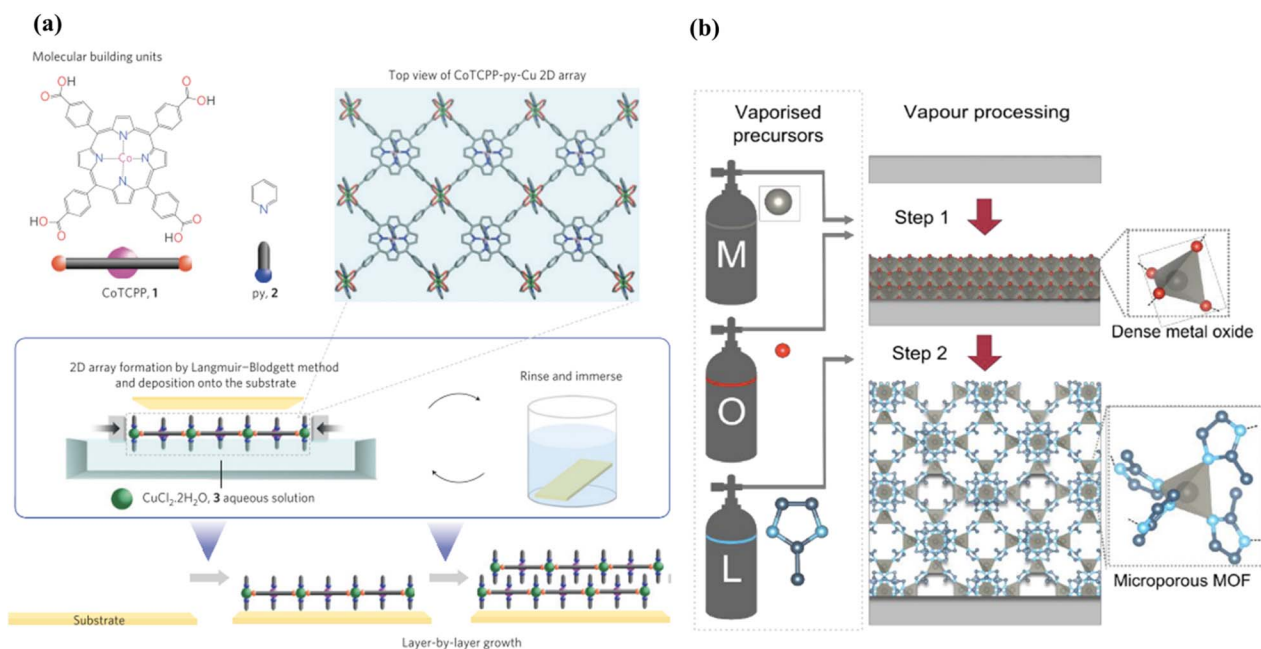 (a)
Molecular building units
OH
O
O
OH
N
N
Co
N
N
O
HO
OH
O
N
CoTCPP, 1
py, 2
Top view of CoTCPP-py-Cu 2D array
2D array formation by Langmuir–Blodgett method
and deposition onto the substrate
CuCl2.2H2O, 3 aqueous solution
Rinse and immerse
Substrate
Layer-by-layer growth
(b)
Vaporised
precursors
M
O
L
Vapour processing
Step 1
Dense metal oxide
Step 2
Microporous MOF